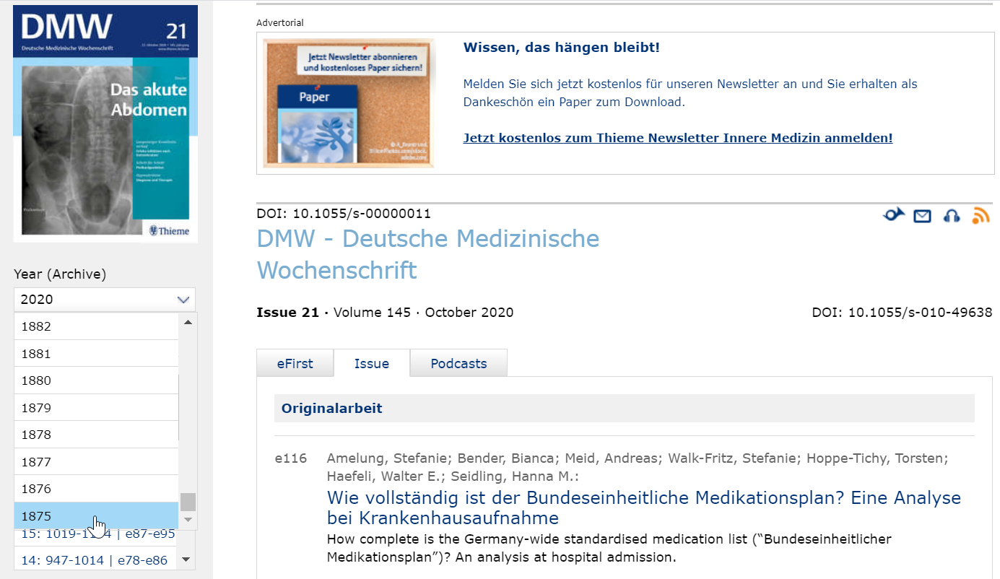 DMW 21
Deutsche Medizinische Wochenschrift
Das akute
Abdomen
Thieme
Year (Archive)
2020
1882
1881
1880
1879
1878
1877
1876
1875
15: 1019-1 4 | e87-e95
14: 947-1014 | e78-e86
Advertorial
Jetzt Newsletter abonnieren
und kostenloses Paper sichern!
Paper
Wissen, das hängen bleibt!
Melden Sie sich jetzt kostenlos für unseren Newsletter an und Sie erhalten als
Dankeschön ein Paper zum Download.
Jetzt kostenlos zum Thieme Newsletter Innere Medizin anmelden!
DOI: 10.1055/s-00000011
DMW - Deutsche Medizinische
Wochenschrift
Issue 21 · Volume 145 · October 2020 DOI: 10.1055/s-010-49638
eFirst Issue Podcasts
Originalarbeit
e116 Amelung, Stefanie; Bender, Bianca; Meid, Andreas; Walk-Fritz, Stefanie; Hoppe-Tichy, Torsten;
Haefeli, Walter E.; Seidling, Hanna M.:
Wie vollständig ist der Bundeseinheitliche Medikationsplan? Eine Analyse
bei Krankenhausaufnahme
How complete is the Germany-wide standardised medication list (“Bundeseinheitlicher
Medikationsplan”)? An analysis at hospital admission.